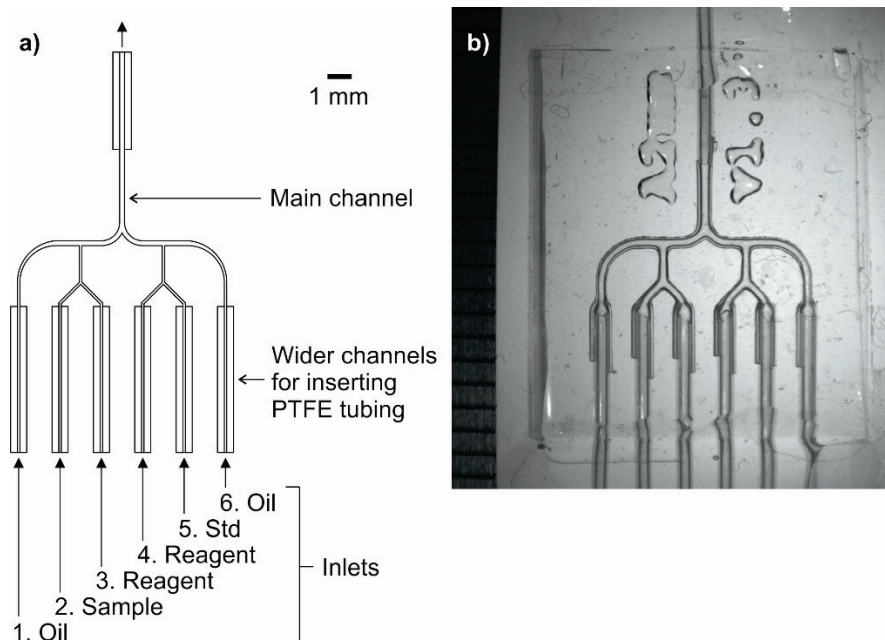 a)
1 mm
Main channel
Wider channels
for inserting
PTFE tubing
6. Oil
5. Std
4. Reagent
3. Reagent
2. Sample
1. Oil
Inlets
b)